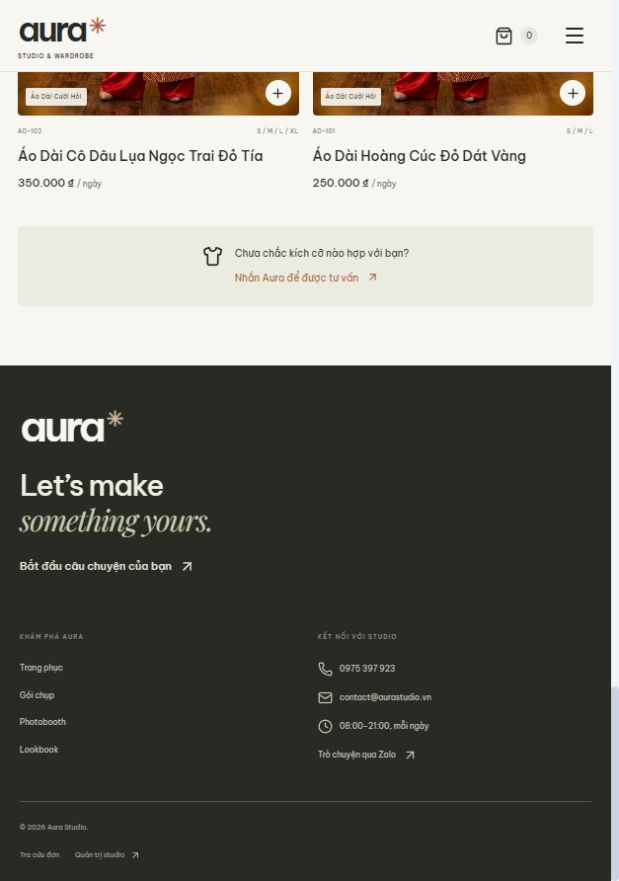 aura
STUDIO & WARDROBE
0
Áo Dài Cưới Hỏi
Áo Dài Cưới Hỏi
AD-102
S / M / L / XL
Áo Dài Cô Dâu Lụa Ngọc Trai Đỏ Tía
350.000 ₫ / ngày
AD-101
S / M / L
Áo Dài Hoàng Cúc Đỏ Dát Vàng
250.000 ₫ / ngày
Chưa chắc kích cỡ nào hợp với bạn?
Nhắn Aura để được tư vấn
aura
Let's make
something yours.
Bắt đầu câu chuyện của bạn
KHÁM PHÁ AURA
Trang phục
Gói chụp
Photobooth
Lookbook
KẾT NỐI VỚI STUDIO
0975 397 923
contact@aurastudio.vn
08:00–21:00, mỗi ngày
Trò chuyện qua Zalo
© 2026 Aura Studio.
Tra cứu đơn
Quản trị studio